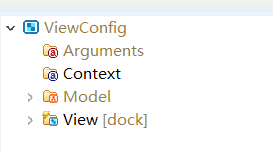 ViewConfig
Arguments
Context
Model
View [dock]